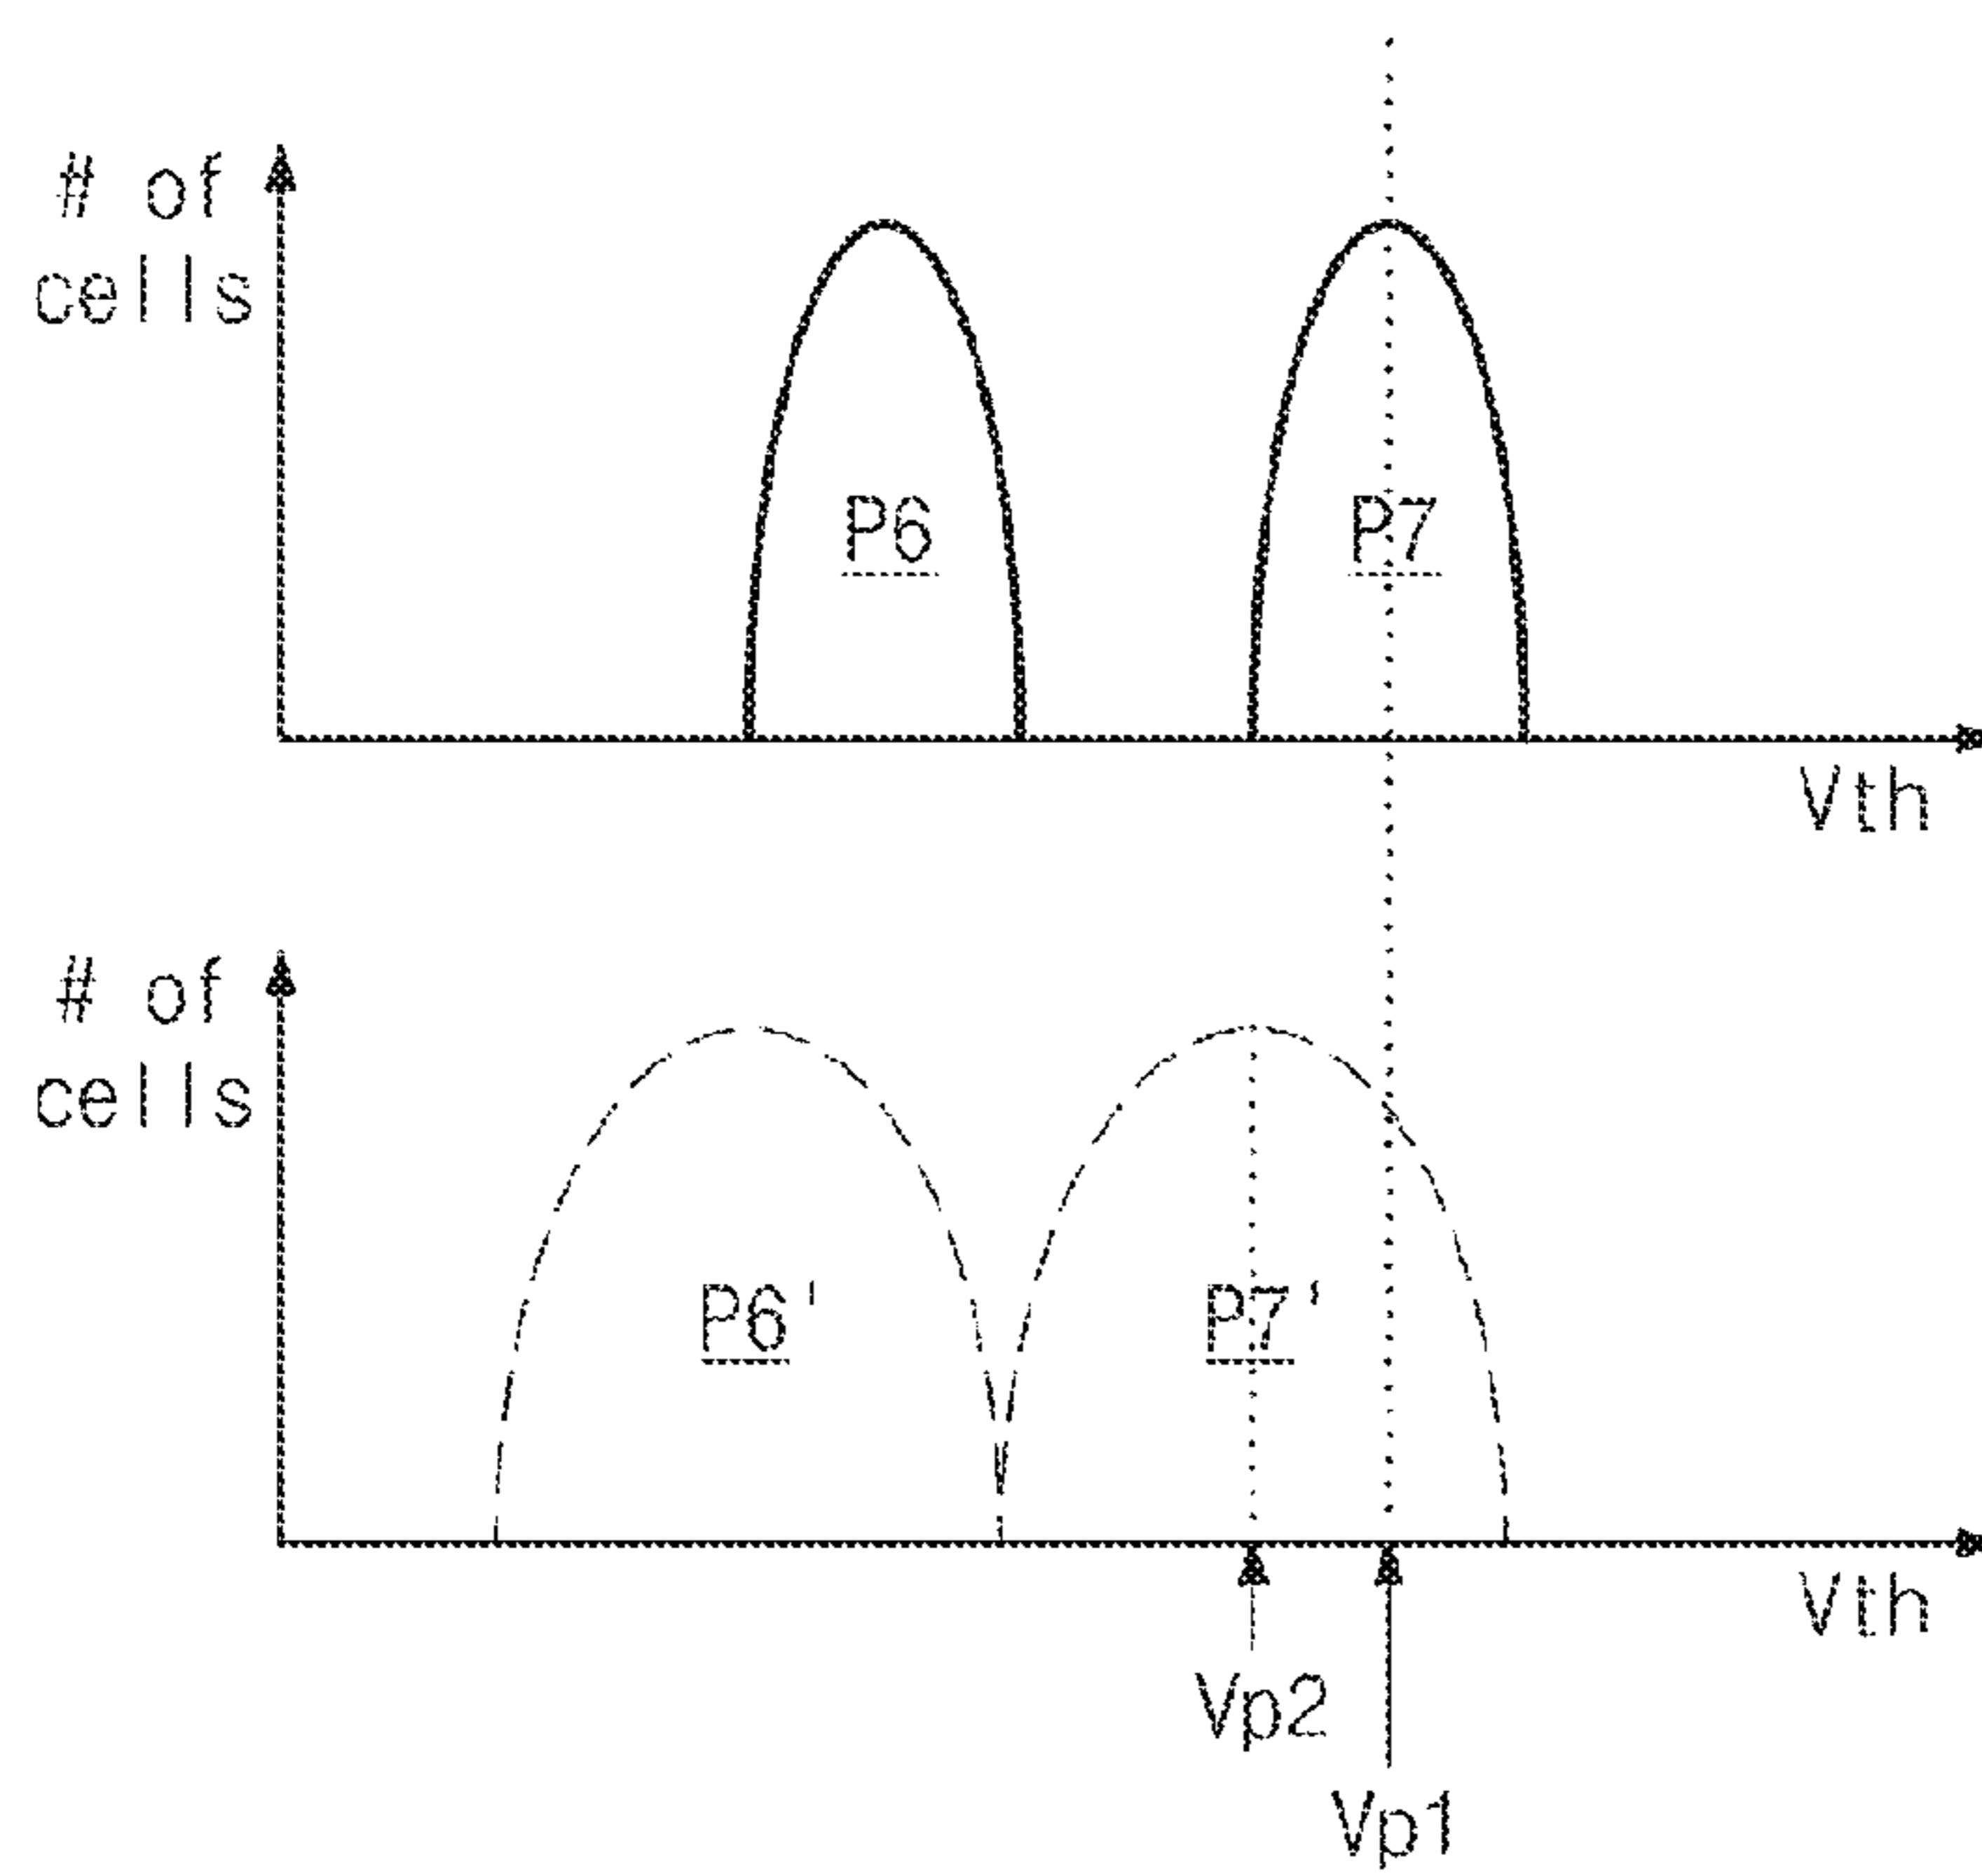 # of
cells
P6
P7
Vth
# of
cells
P6'
P7'
Vth
Vp2
Vp1